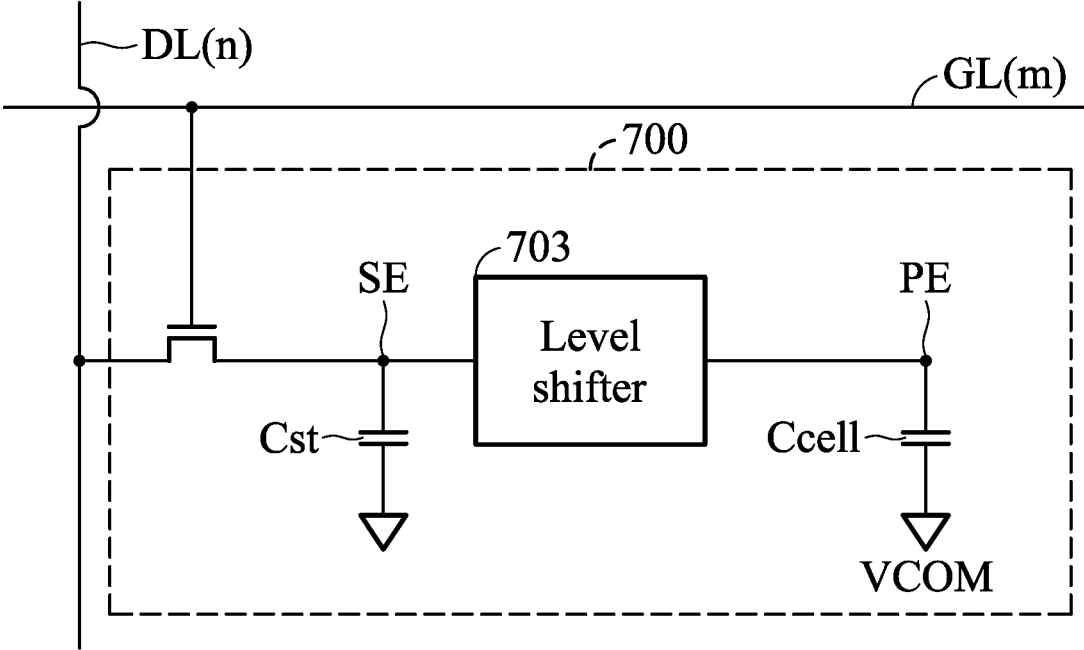 DL(n)
GL(m)
700
703
SE
PE
Level
shifter
Cst
Ccell
VCOM